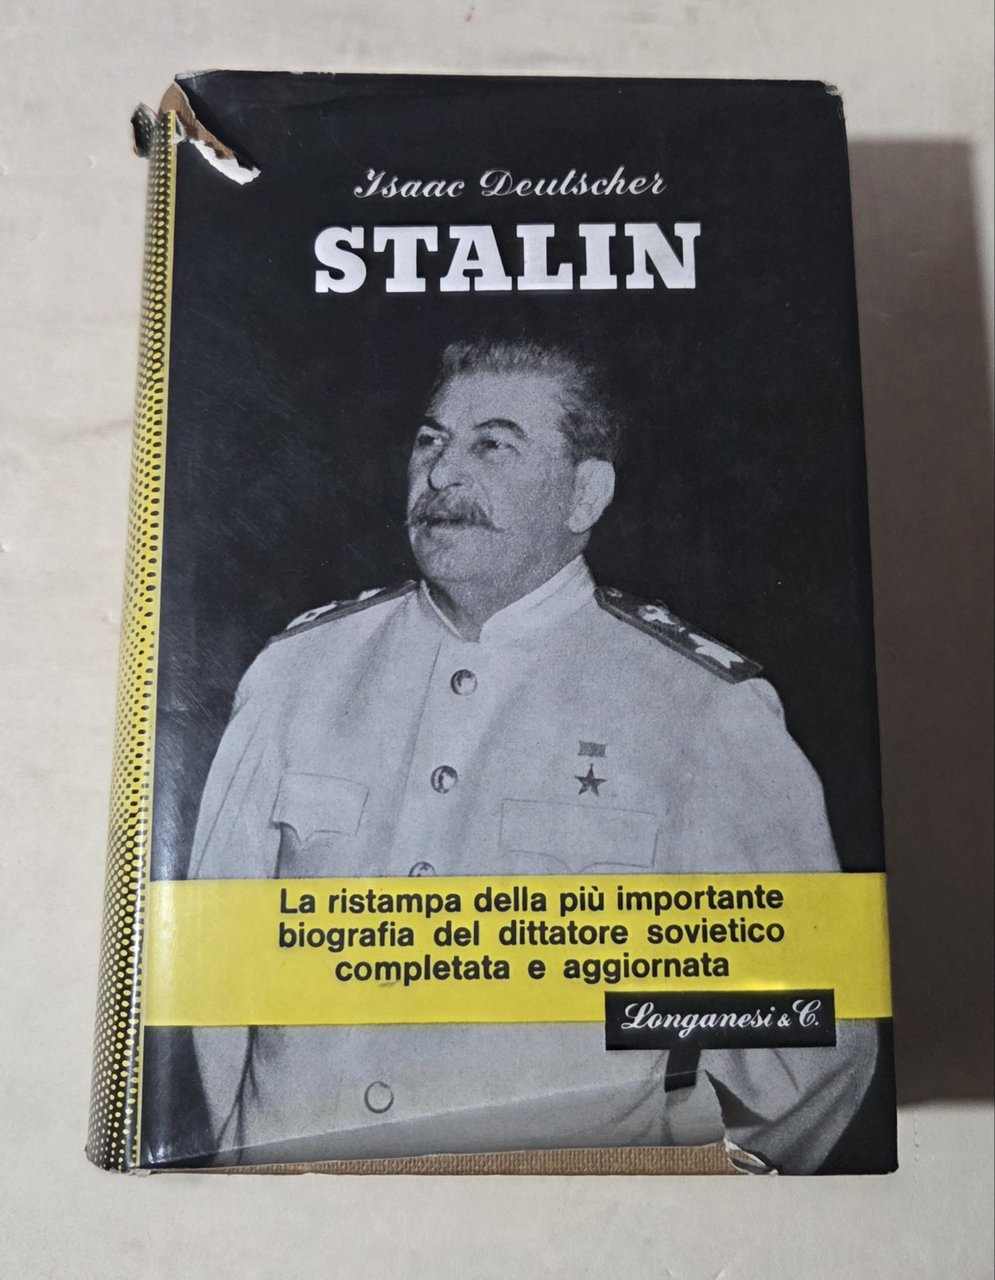 Isaac Deutscher
STALIN
La ristampa della più importante
biografia del dittatore sovietico
completata e aggiornata
Longanesi & C.